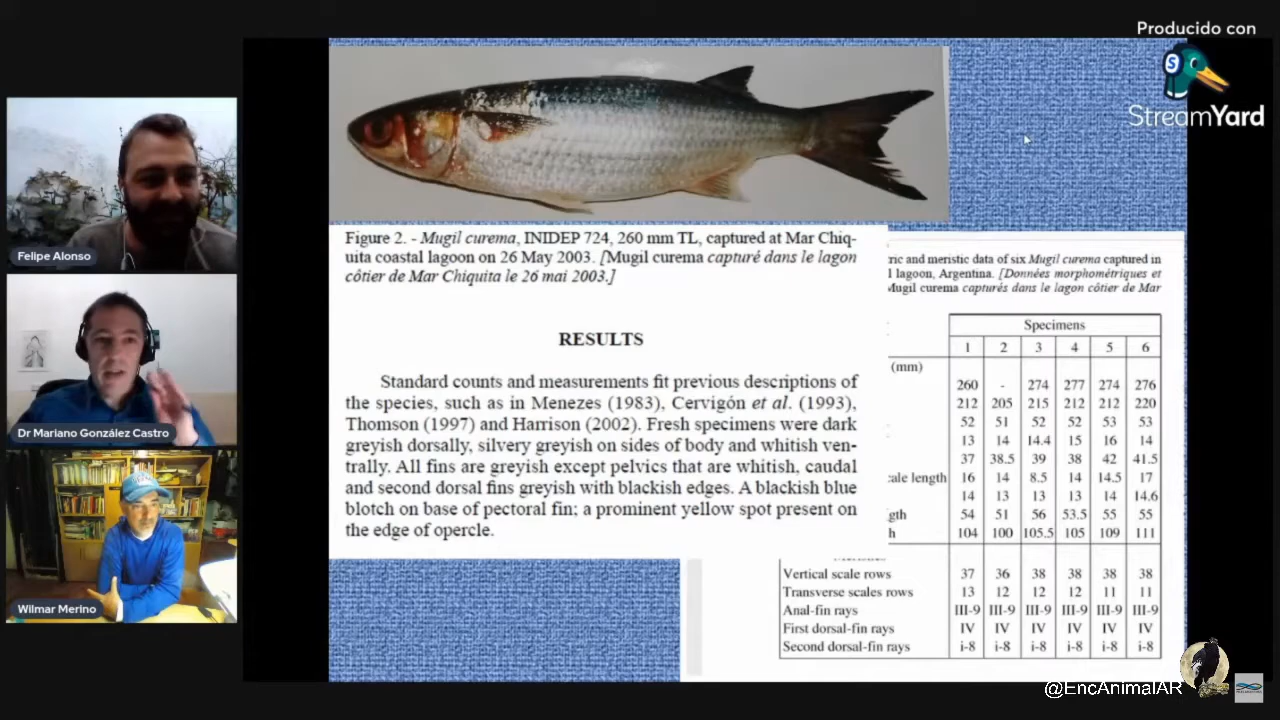 Producido con
StreamYard
Felipe Alonso
Dr Mariano González Castro
Wilmar Merino
Figure 2. - Mugil curema, INIDEP 724, 260 mm TL, captured at Mar Chiq-
uita coastal lagoon on 26 May 2003. [Mugil curema capturé dans le lagon
côtier de Mar Chiquita le 26 mai 2003.]
RESULTS
Standard counts and measurements fit previous descriptions of
the species, such as in Menezes (1983), Cervigón et al. (1993),
Thomson (1997) and Harrison (2002). Fresh specimens were dark
greyish dorsally, silvery greyish on sides of body and whitish ven-
trally. All fins are greyish except pelvics that are whitish, caudal
and second dorsal fins greyish with blackish edges. A blackish blue
blotch on base of pectoral fin; a prominent yellow spot present on
the edge of opercle.
ric and meristic data of six Mugil curema captured in
l lagoon, Argentina. [Données morphométriques et
Mugil curema capturés dans le lagon côtier de Mar
Specimens
1 2 3 4 5 6
(mm)
260 - 274 277 274 276
212 205 215 212 212 220
52 51 52 52 53 53
13 14 14.4 15 16 14
37 38.5 39 38 42 41.5
cale length 16 14 8.5 14 14.5 17
14 13 13 13 14 14.6
gth 54 51 56 53.5 55 55
h 104 100 105.5 105 109 111
Vertical scale rows 37 36 38 38 38 38
Transverse scales rows 13 12 12 12 11 11
Anal-fin rays III-9 III-9 III-9 III-9 III-9 III-9
First dorsal-fin rays IV IV IV IV IV IV
Second dorsal-fin rays i-8 i-8 i-8 i-8 i-8 i-8
@EncAnimalAR